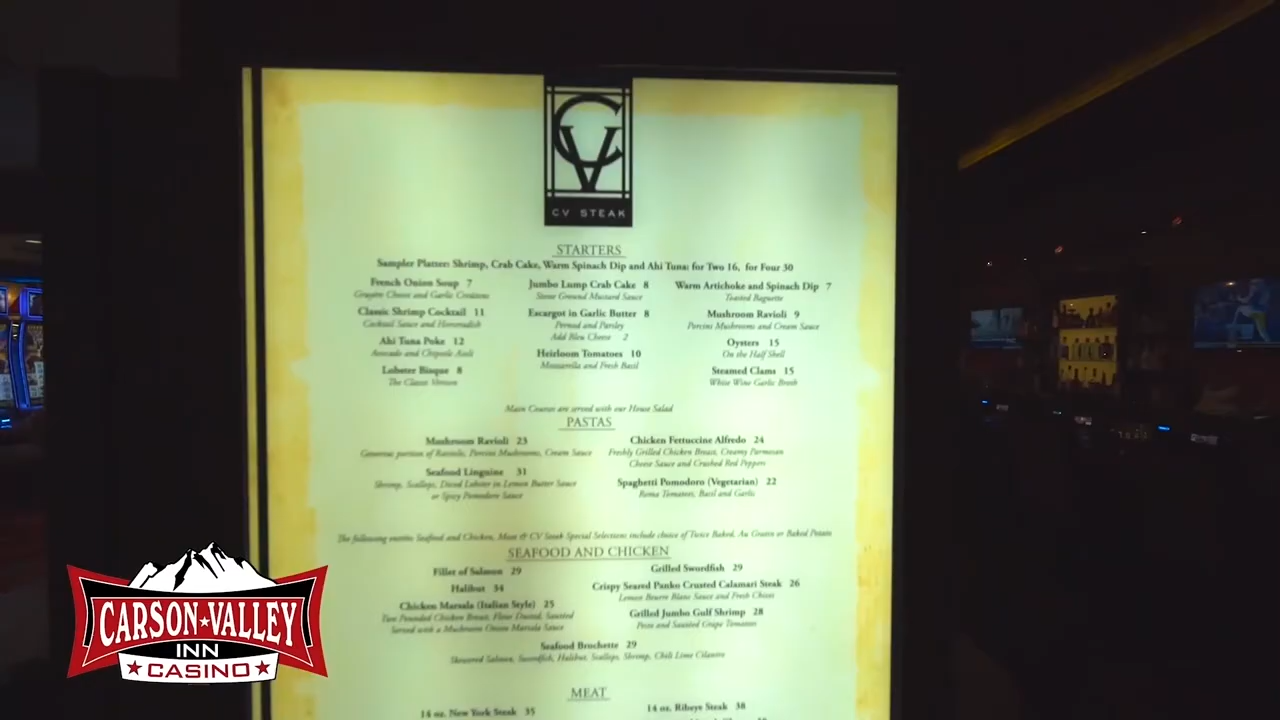 CV
CV STEAK
STARTERS
Sampler Platter: Shrimp, Crab Cake, Warm Spinach Dip and Ahi Tuna: for Two 16, for Four 30
French Onion Soup 7
Gruyere Cheese and Garlic Croutons
Classic Shrimp Cocktail 11
Cocktail Sauce and Horseradish
Ahi Tuna Poke 12
Avocado and Chipotle Aioli
Lobster Bisque 8
The Classic Version
Jumbo Lump Crab Cake 8
Stone Ground Mustard Sauce
Escargot in Garlic Butter 8
Pernod and Parsley
Add Bleu Cheese 2
Heirloom Tomatoes 10
Mozzarella and Fresh Basil
Warm Artichoke and Spinach Dip 7
Toasted Baguette
Mushroom Ravioli 9
Porcini Mushrooms and Cream Sauce
Oysters 15
On the Half Shell
Steamed Clams 15
White Wine Garlic Broth
Main Courses are served with our House Salad
PASTAS
Mushroom Ravioli 23
Generous portion of Raviolis, Porcini Mushrooms, Cream Sauce
Seafood Linguine 31
Shrimp, Scallops, Diced Lobster in Lemon Butter Sauce
or Spicy Pomodoro Sauce
Chicken Fettuccine Alfredo 24
Freshly Grilled Chicken Breast, Creamy Parmesan
Cheese Sauce and Crushed Red Peppers
Spaghetti Pomodoro (Vegetarian) 22
Roma Tomatoes, Basil and Garlic
The following entrées Seafood and Chicken, Meat & CV Steak Special Selections include choice of Twice Baked, Au Gratin or Baked Potato
SEAFOOD AND CHICKEN
Fillet of Salmon 29
Halibut 34
Chicken Marsala (Italian Style) 25
Two Pounded Chicken Breast, Flour Dusted, Sautéed
Served with a Mushroom Onion Marsala Sauce
Grilled Swordfish 29
Crispy Seared Panko Crusted Calamari Steak 26
Lemon Beurre Blanc Sauce and Fresh Chives
Grilled Jumbo Gulf Shrimp 28
Pesto and Sautéed Grape Tomatoes
Seafood Brochette 29
Skewered Salmon, Swordfish, Halibut, Scallops, Shrimp, Chili Lime Cilantro
MEAT
14 oz. New York Steak 35
14 oz. Ribeye Steak 38
CARSON VALLEY
INN
CASINO